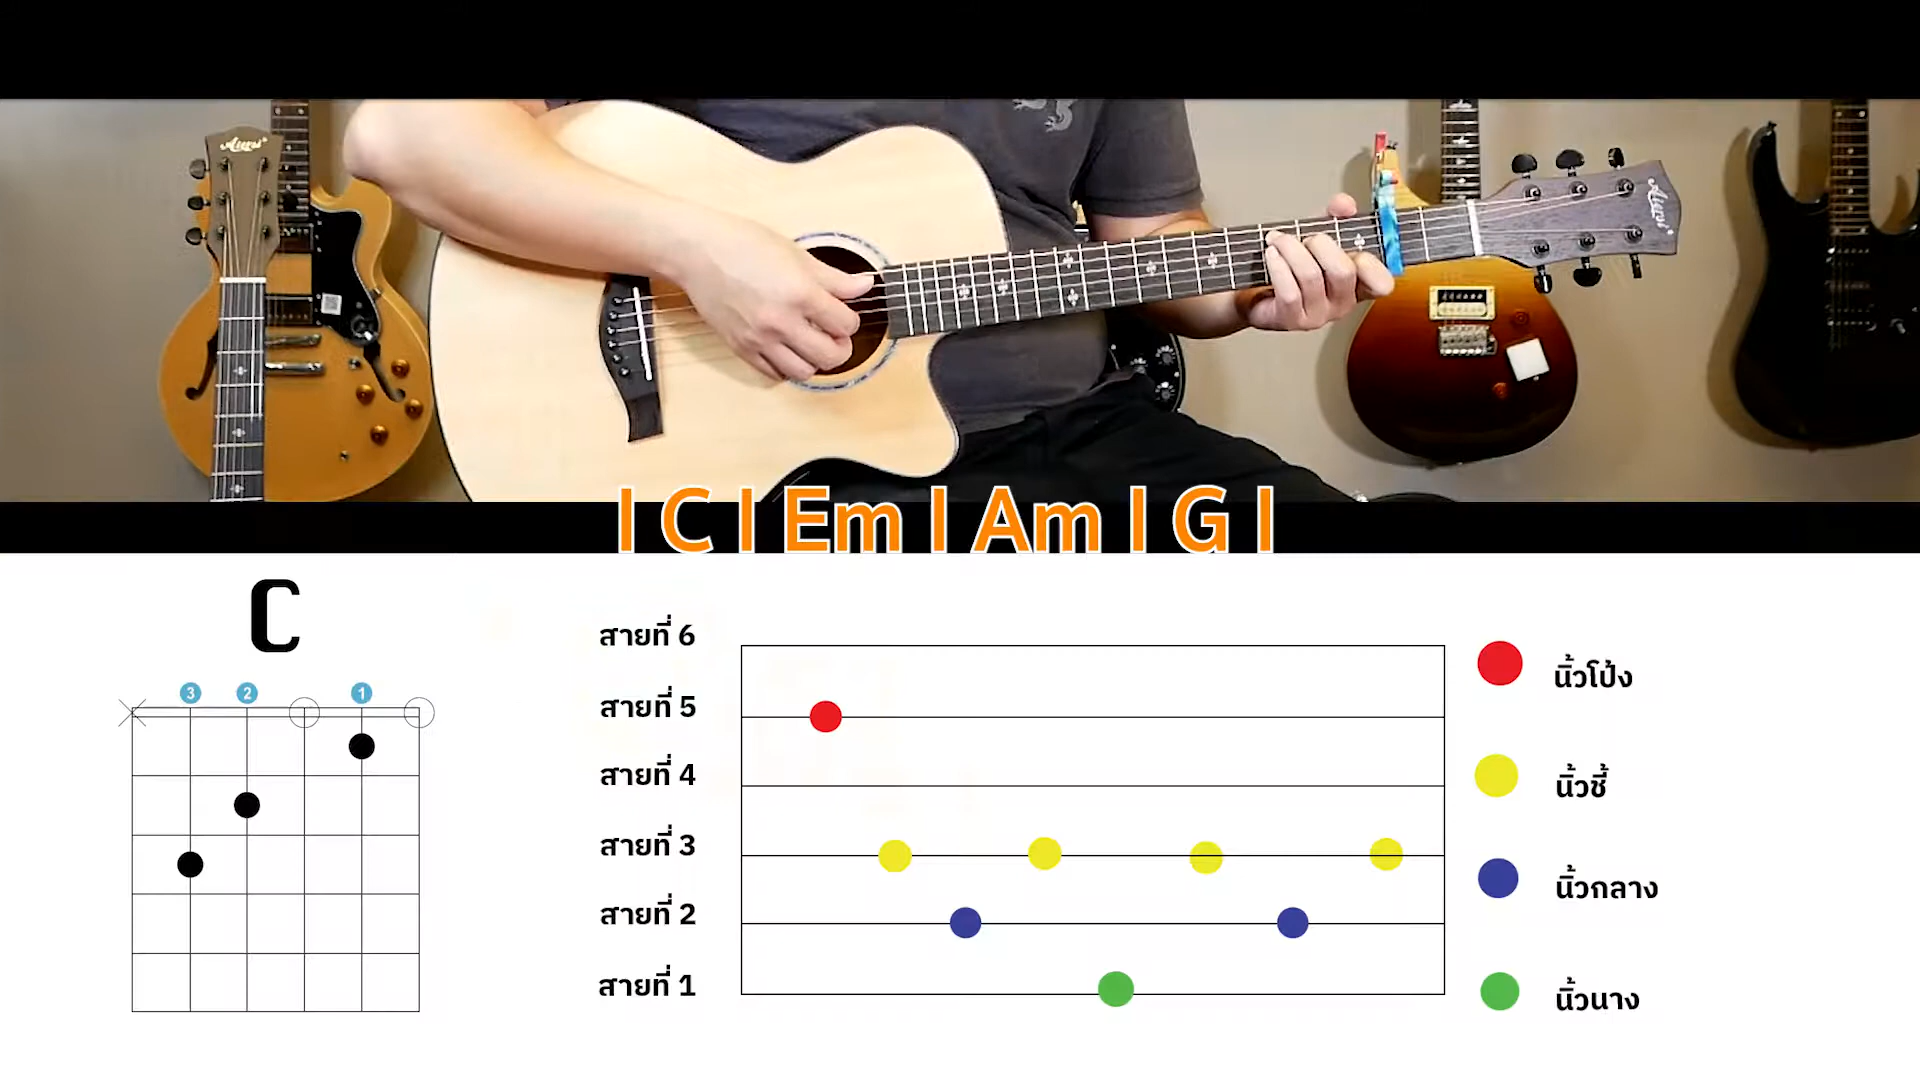 | C | Em | Am | G |
C
3 2 1
สายที่ 6
สายที่ 5
สายที่ 4
สายที่ 3
สายที่ 2
สายที่ 1
นิ้วโป้ง
นิ้วชี้
นิ้วกลาง
นิ้วนาง